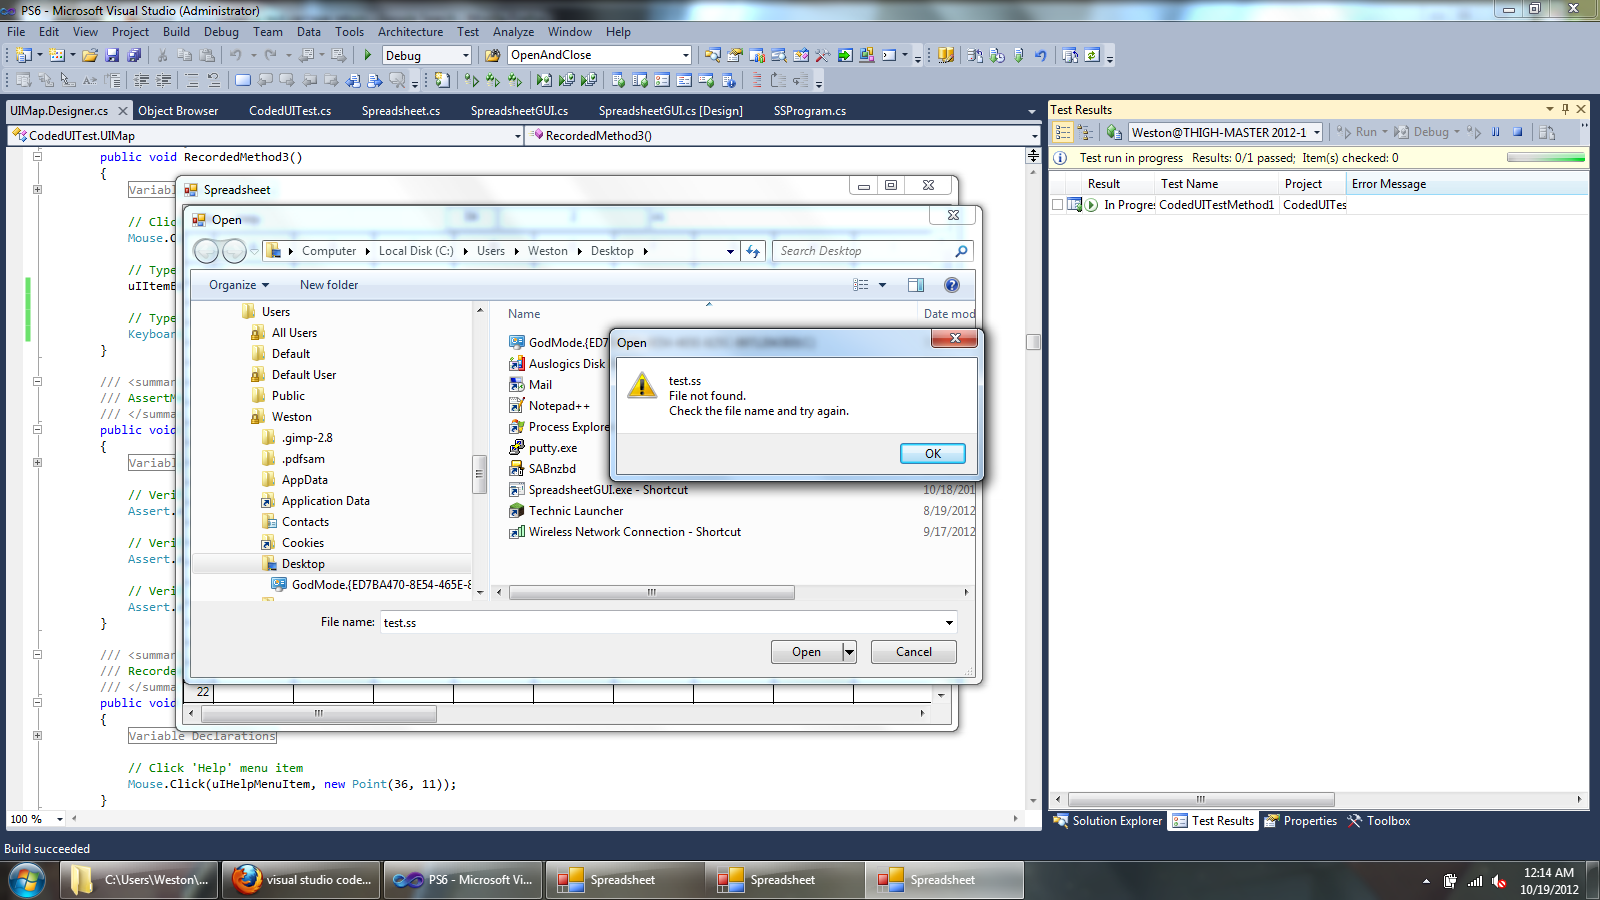 PS6 - Microsoft Visual Studio (Administrator)
File Edit View Project Build Debug Team Data Tools Architecture Test Analyze Window Help
Debug OpenAndClose
UIMap.Designer.cs Object Browser CodedUITest.cs Spreadsheet.cs SpreadsheetGUI.cs SpreadsheetGUI.cs [Design] SSProgram.cs
CodedUITest.UIMap RecordedMethod3()
public void RecordedMethod3()
{
Variabl
// Clic
Mouse.C
// Type
uIItemE
// Type
Keyboar
}
/// <summar
/// AssertM
/// </summa
public void
{
Variabl
// Veri
Assert.
// Veri
Assert.
// Veri
Assert.
}
/// <summa
/// Recorde
/// </summa
public void
{
Variable Declarations
// Click 'Help' menu item
Mouse.Click(uIHelpMenuItem, new Point(36, 11));
}
100 %
Spreadsheet
22
Open
Computer Local Disk (C:) Users Weston Desktop
Search Desktop
Organize New folder
Users
All Users
Default
Default User
Public
Weston
.gimp-2.8
.pdfsam
AppData
Application Data
Contacts
Cookies
Desktop
GodMode.{ED7BA470-8E54-465E-8
Name Date mod
GodMode.{ED7
Auslogics Disk
Mail
Notepad++
Process Explore
putty.exe
SABnzbd
SpreadsheetGUI.exe - Shortcut 10/18/201
Technic Launcher 8/19/2012
Wireless Network Connection - Shortcut 9/17/2012
File name: test.ss
Open Cancel
Open
test.ss
File not found.
Check the file name and try again.
OK
Test Results
Weston@THIGH-MASTER 2012-1 Run Debug
Test run in progress Results: 0/1 passed; Item(s) checked: 0
Result Test Name Project Error Message
In Progre CodedUITestMethod1 CodedUITes
Solution Explorer Test Results Properties Toolbox
Build succeeded
C:\Users\Weston\... visual studio code... PS6 - Microsoft Vi... Spreadsheet Spreadsheet Spreadsheet
12:14 AM
10/19/2012